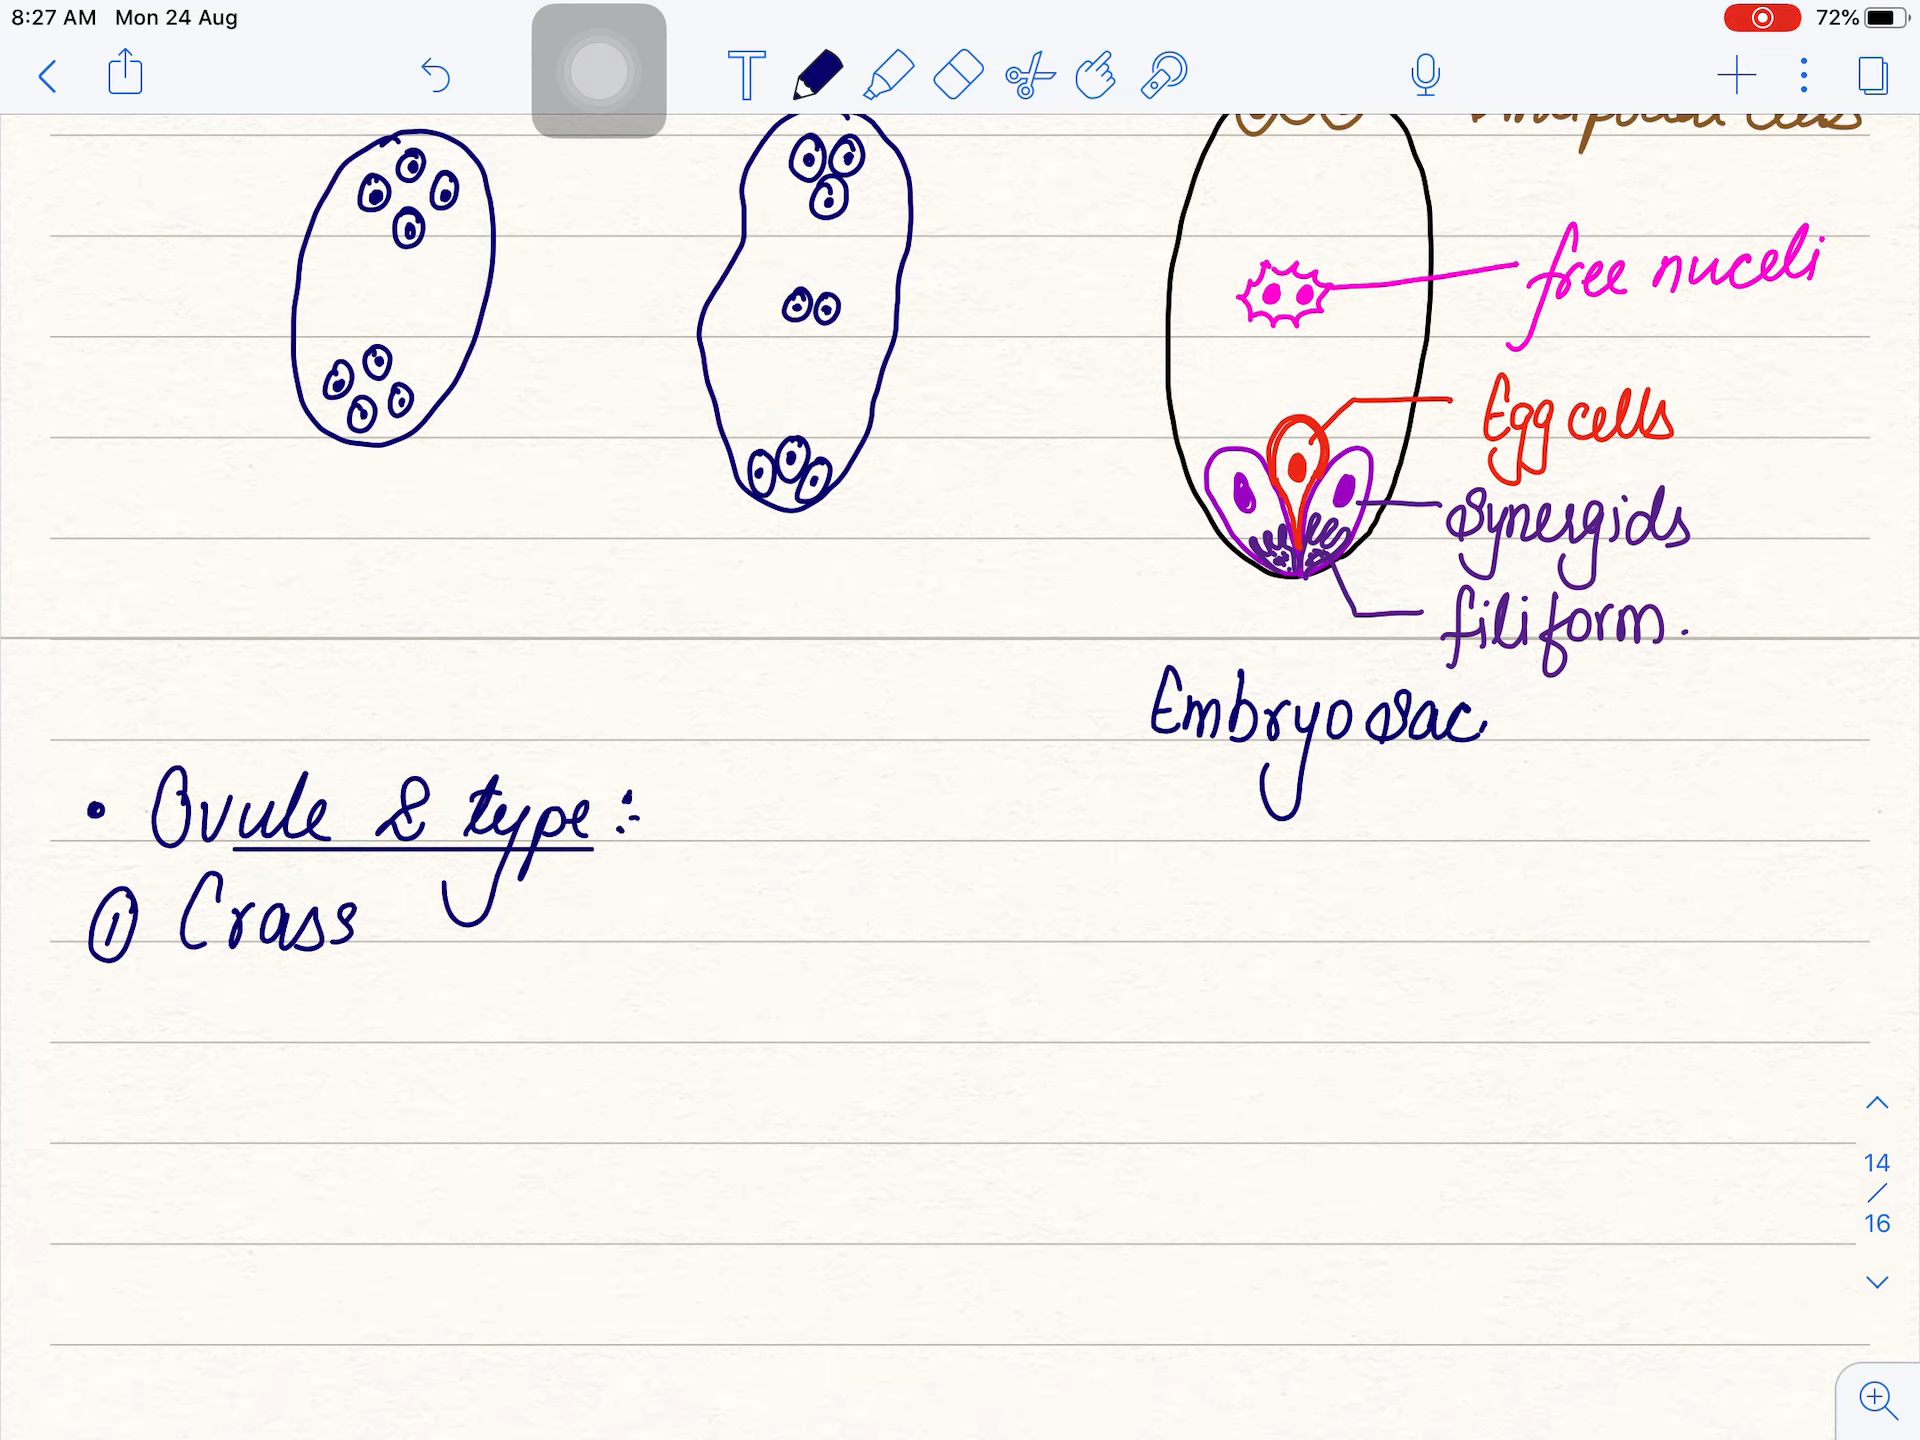 8:27 AM Mon 24 Aug
72%
T
free nuceli
Egg cells
Synergids
filiform.
Embryo sac
• Ovule & type :-
① Crass
14
/
16